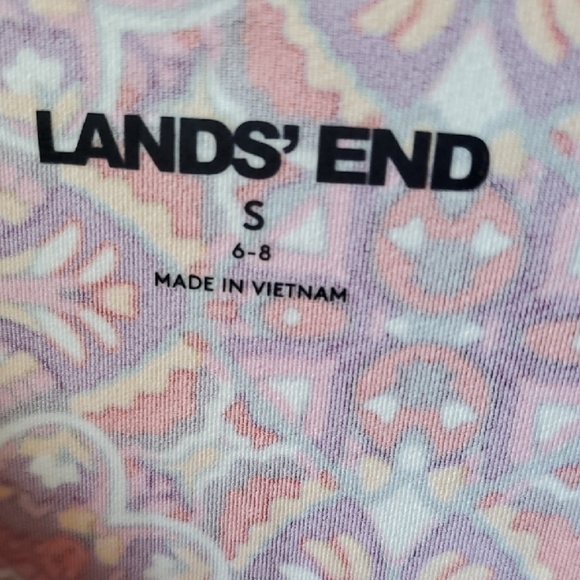 LANDS' END
S
6-8
MADE IN VIETNAM